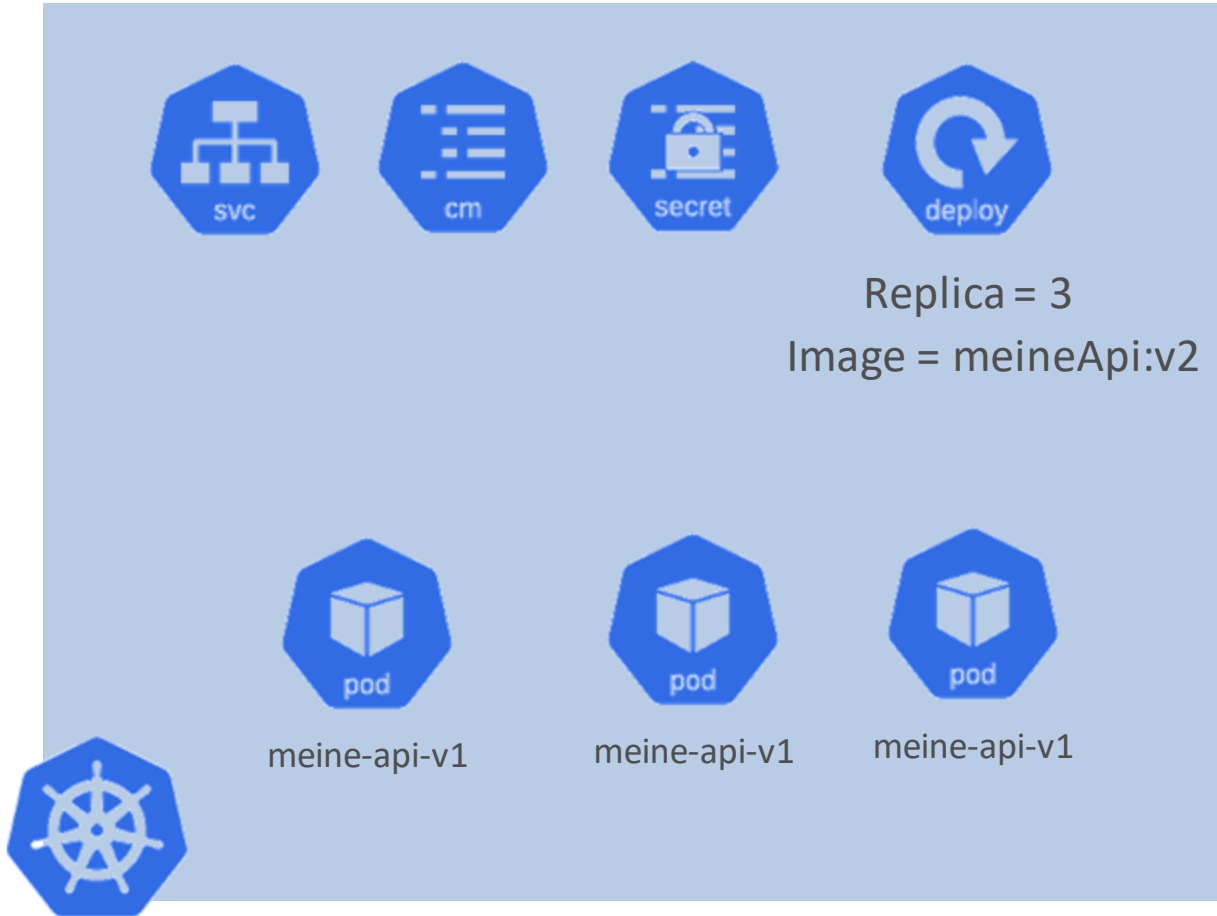 svc
cm
secret
deploy
Replica = 3
Image = meineApi:v2
pod
pod
pod
meine-api-v1
meine-api-v1
meine-api-v1